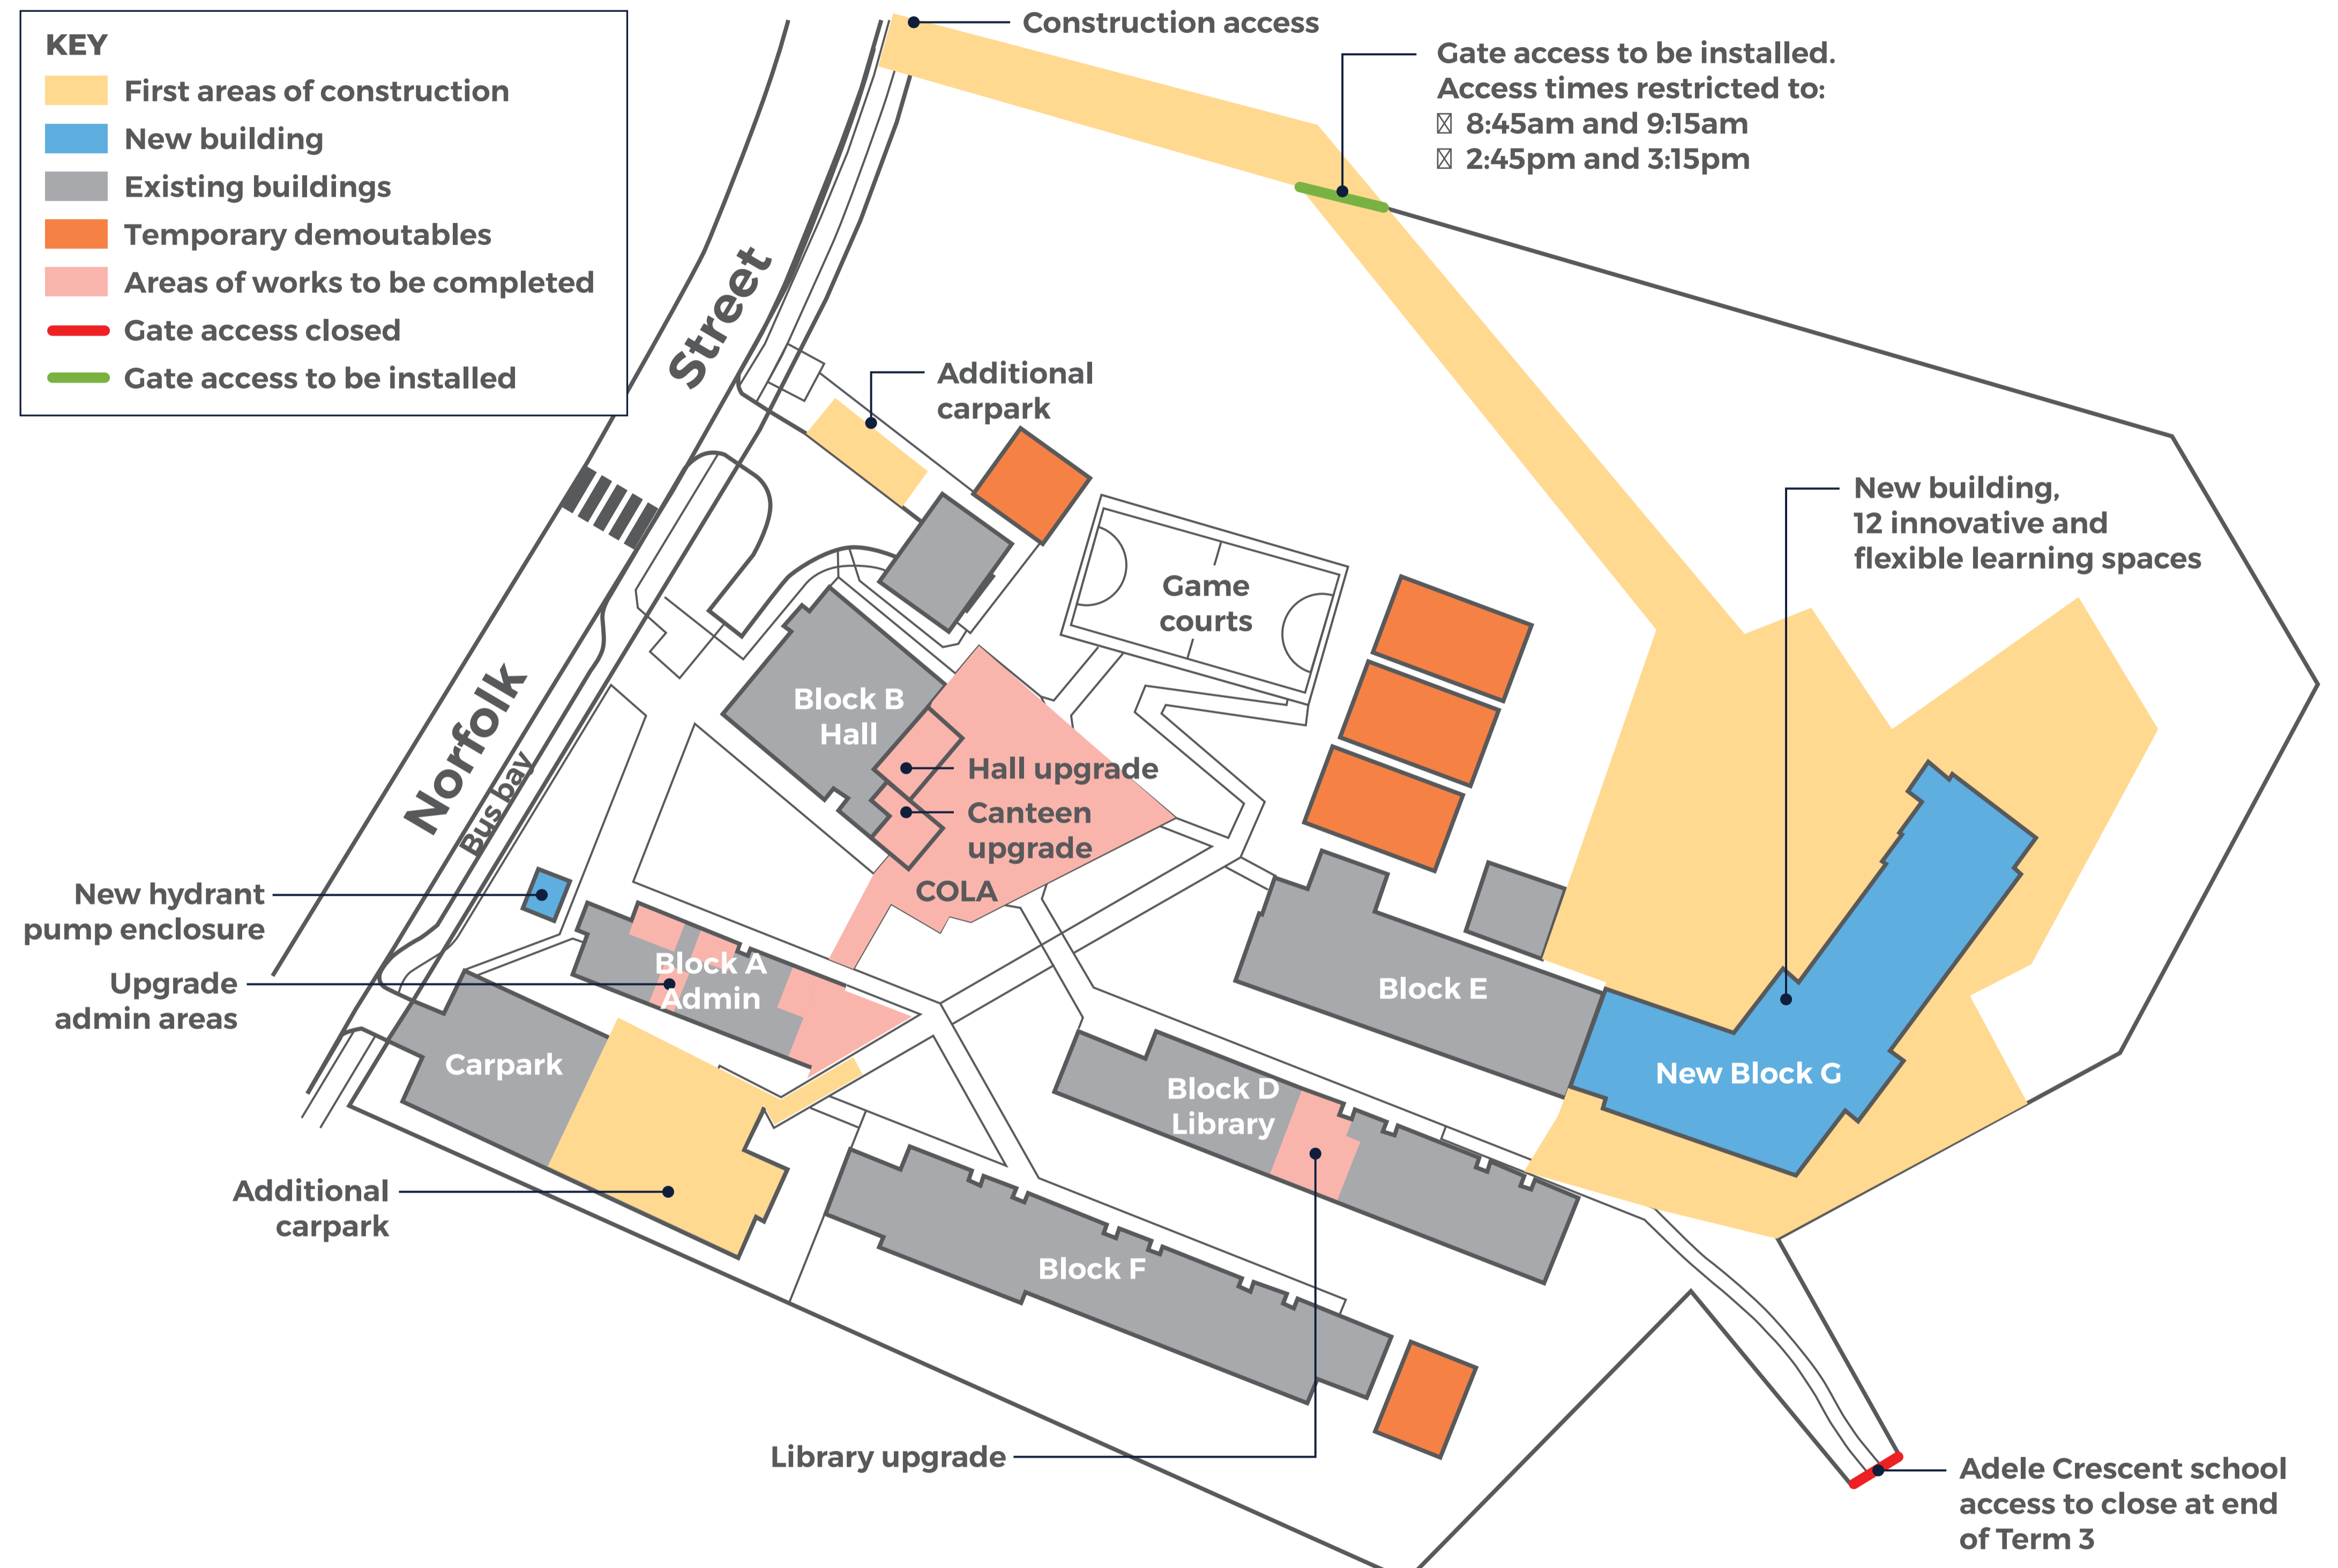 KEY
First areas of construction
New building
Existing buildings
Temporary demoutables
Areas of works to be completed
Gate access closed
Gate access to be installed
Construction access
Gate access to be installed.
Access times restricted to:
8:45am and 9:15am
2:45pm and 3:15pm
Street
Norfolk
Bus bay
Additional
carpark
Game
courts
New building,
12 innovative and
flexible learning spaces
Block B
Hall
Hall upgrade
Canteen
upgrade
COLA
New hydrant
pump enclosure
Upgrade
admin areas
Block A
Admin
Carpark
Additional
carpark
Block E
New Block G
Block D
Library
Block F
Library upgrade
Adele Crescent school
access to close at end
of Term 3